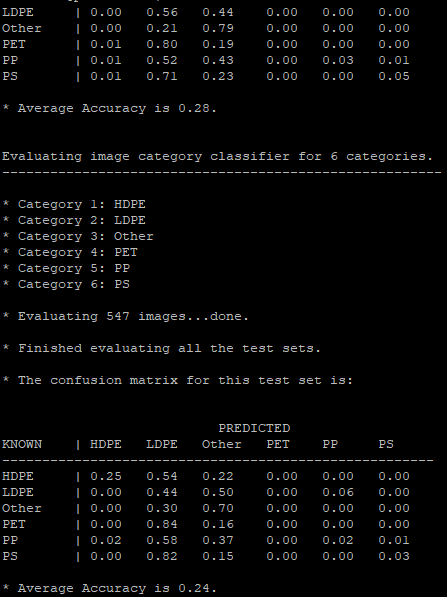 LDPE | 0.00 0.56 0.44 0.00 0.00 0.00
Other | 0.00 0.21 0.79 0.00 0.00 0.00
PET | 0.01 0.80 0.19 0.00 0.00 0.00
PP | 0.01 0.52 0.43 0.00 0.03 0.01
PS | 0.01 0.71 0.23 0.00 0.00 0.05
* Average Accuracy is 0.28.
Evaluating image category classifier for 6 categories.
-------------------------------------------------------
* Category 1: HDPE
* Category 2: LDPE
* Category 3: Other
* Category 4: PET
* Category 5: PP
* Category 6: PS
* Evaluating 547 images...done.
* Finished evaluating all the test sets.
* The confusion matrix for this test set is:
PREDICTED
KNOWN | HDPE LDPE Other PET PP PS
------------------------------------------------------
HDPE | 0.25 0.54 0.22 0.00 0.00 0.00
LDPE | 0.00 0.44 0.50 0.00 0.06 0.00
Other | 0.00 0.30 0.70 0.00 0.00 0.00
PET | 0.00 0.84 0.16 0.00 0.00 0.00
PP | 0.02 0.58 0.37 0.00 0.02 0.01
PS | 0.00 0.82 0.15 0.00 0.00 0.03
* Average Accuracy is 0.24.